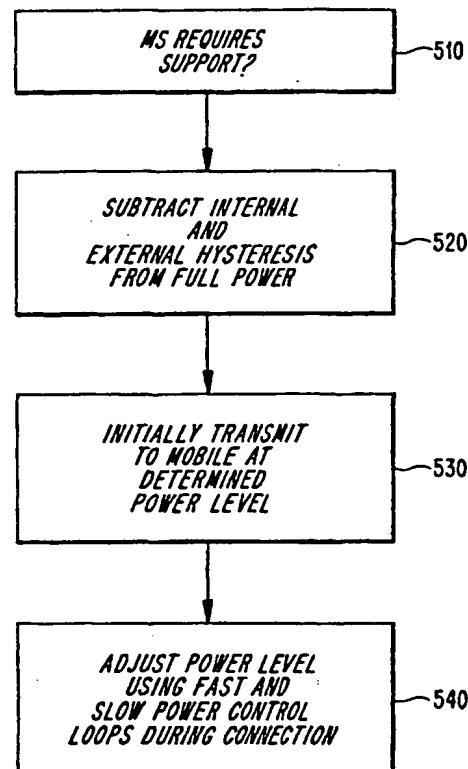 MS REQUIRES
SUPPORT?
510
SUBTRACT INTERNAL
AND
EXTERNAL HYSTERESIS
FROM FULL POWER
520
INITIALLY TRANSMIT
TO MOBILE AT
DETERMINED
POWER LEVEL
530
ADJUST POWER LEVEL
USING FAST AND
SLOW POWER CONTROL
LOOPS DURING CONNECTION
540